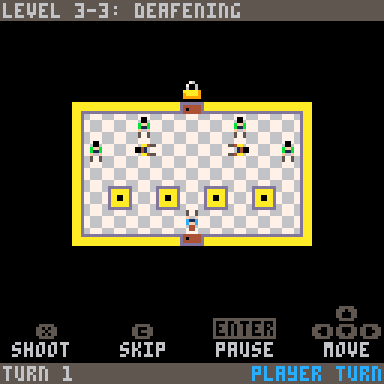 LEVEL 3-3: DEAFENING
X C ENTER
SHOOT SKIP PAUSE MOVE
TURN 1 PLAYER TURN